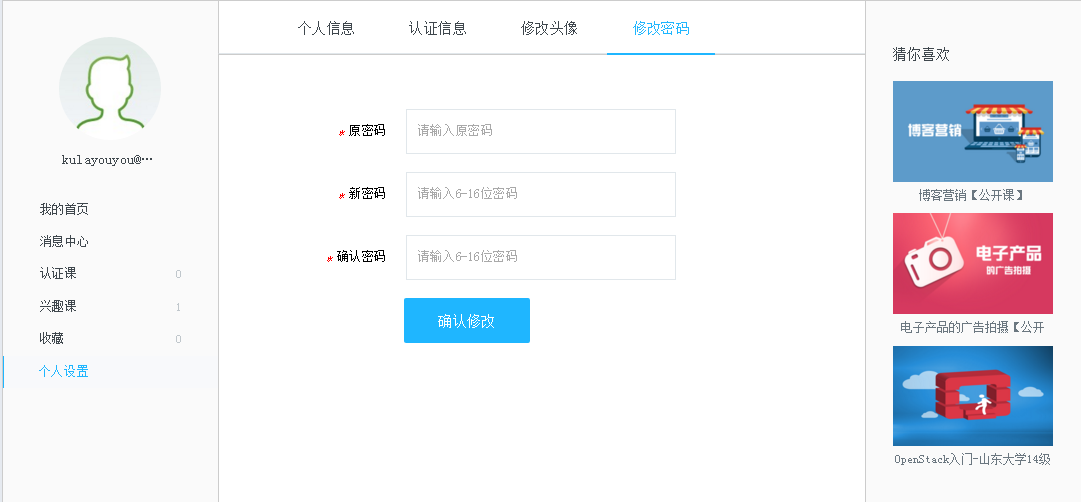 kulayouyou@…
我的首页
消息中心
认证课 0
兴趣课 1
收藏 0
个人设置
个人信息 认证信息 修改头像 修改密码
* 原密码 请输入原密码
* 新密码 请输入6-16位密码
* 确认密码 请输入6-16位密码
确认修改
猜你喜欢
博客营销
博客营销【公开课】
电子产品
的广告拍摄
电子产品的广告拍摄【公开
OpenStack入门-山东大学14级